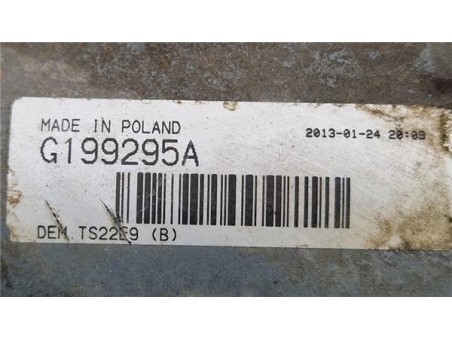 MADE IN POLAND
2013-01-24 20:09
G199295A
DEM TS22E9 (B)